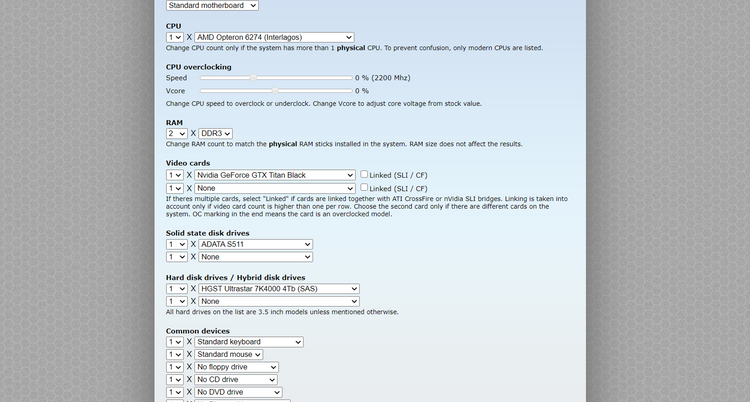 Standard motherboard
CPU
1 X AMD Opteron 6274 (Interlagos)
Change CPU count only if the system has more than 1 physical CPU. To prevent confusion, only modern CPUs are listed.
CPU overclocking
Speed 0 % (2200 Mhz)
Vcore 0 %
Change CPU speed to overclock or underclock. Change Vcore to adjust core voltage from stock value.
RAM
2 X DDR3
Change RAM count to match the physical RAM sticks installed in the system. RAM size does not affect the results.
Video cards
1 X Nvidia GeForce GTX Titan Black Linked (SLI / CF)
1 X None Linked (SLI / CF)
If theres multiple cards, select "Linked" if cards are linked together with ATI CrossFire or nVidia SLI bridges. Linking is taken into
account only if video card count is higher than one per row. Choose the second card only if there are different cards on the
system. OC marking in the end means the card is an overclocked model.
Solid state disk drives
1 X ADATA S511
1 X None
Hard disk drives / Hybrid disk drives
1 X HGST Ultrastar 7K4000 4Tb (SAS)
1 X None
All hard drives on the list are 3.5 inch models unless mentioned otherwise.
Common devices
1 X Standard keyboard
1 X Standard mouse
1 X No floppy drive
1 X No CD drive
1 X No DVD drive